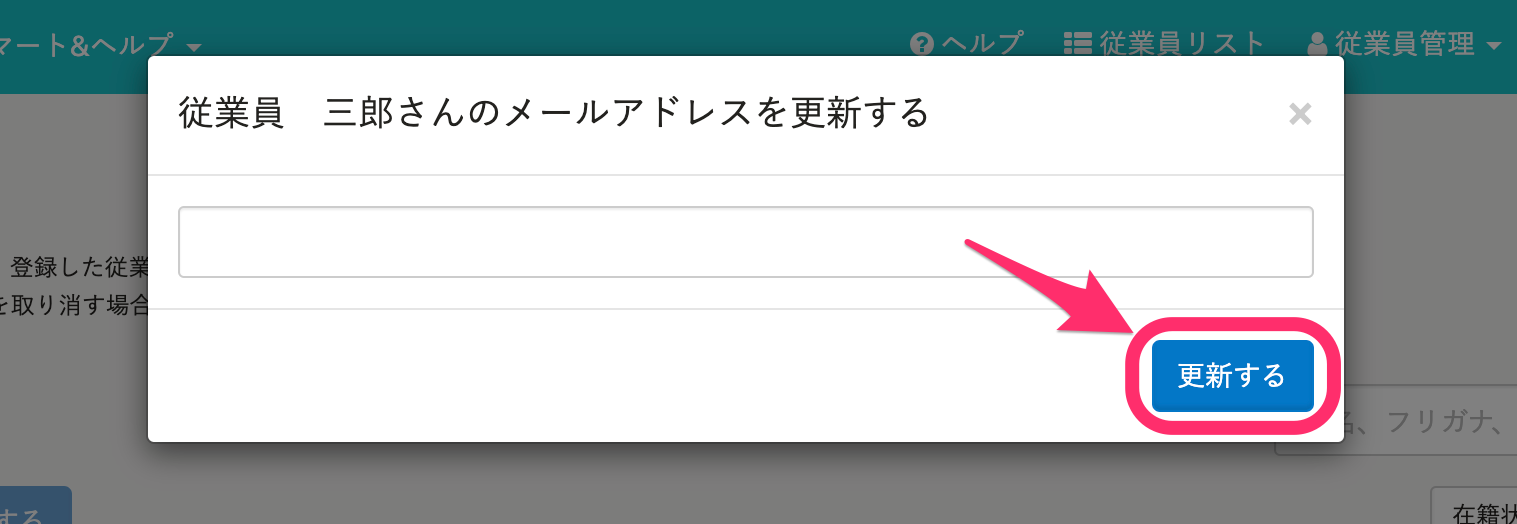 マート&ヘルプ
ヘルプ
従業員リスト
従業員管理
従業員　三郎さんのメールアドレスを更新する
×
登録した従業
を取り消す場合
更新する
名、フリガナ、
する
在籍状